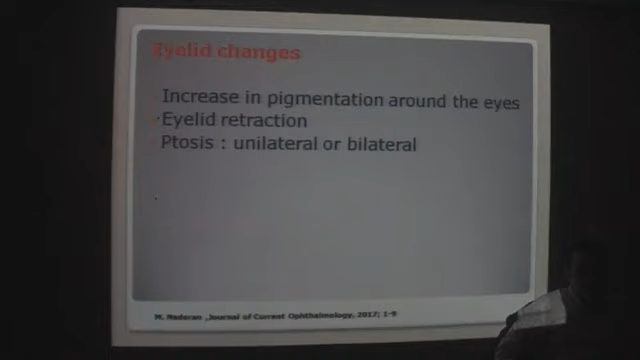 Eyelid changes
Increase in pigmentation around the eyes
Eyelid retraction
Ptosis : unilateral or bilateral
M. Naderan ,Journal of Current Ophthalmology, 2017; 1-9